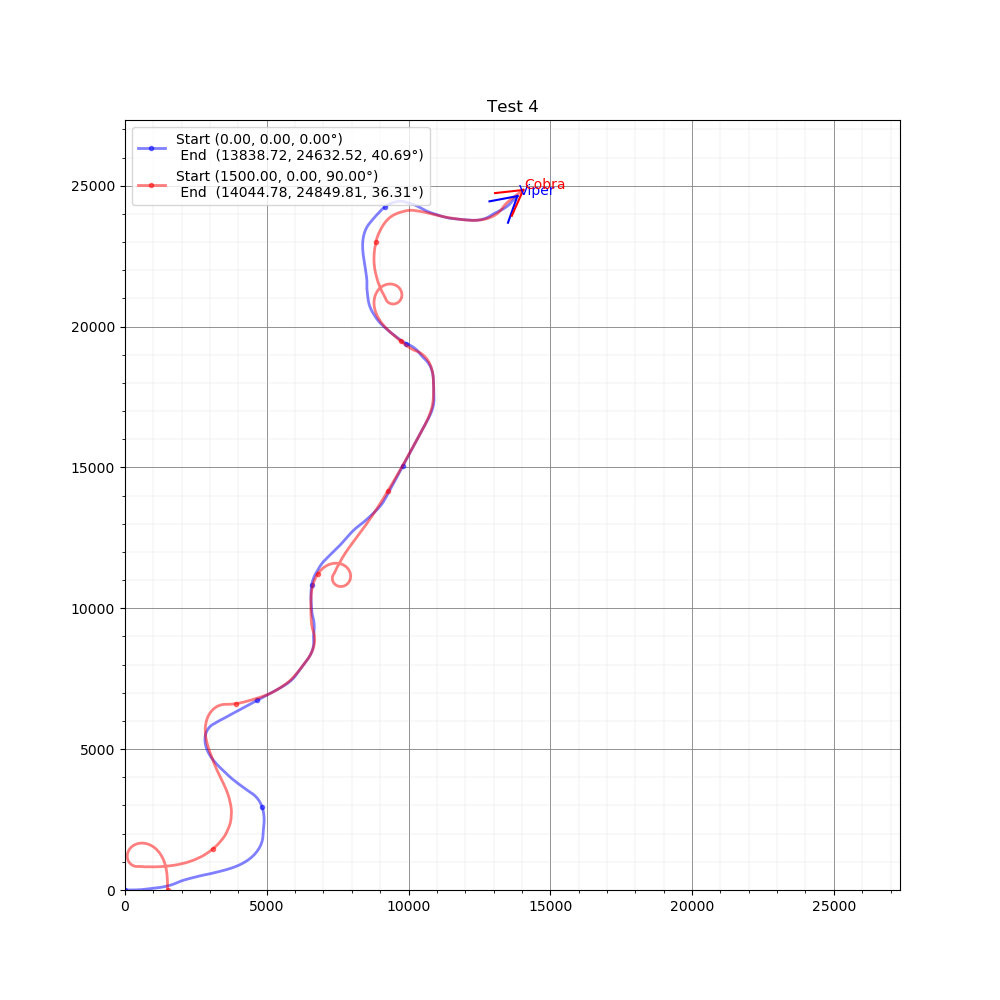 Test 4
Start (0.00, 0.00, 0.00°)
End (13838.72, 24632.52, 40.69°)
Start (1500.00, 0.00, 90.00°)
End (14044.78, 24849.81, 36.31°)
Cobra
Viper
25000
20000
15000
10000
5000
0
0 5000 10000 15000 20000 25000